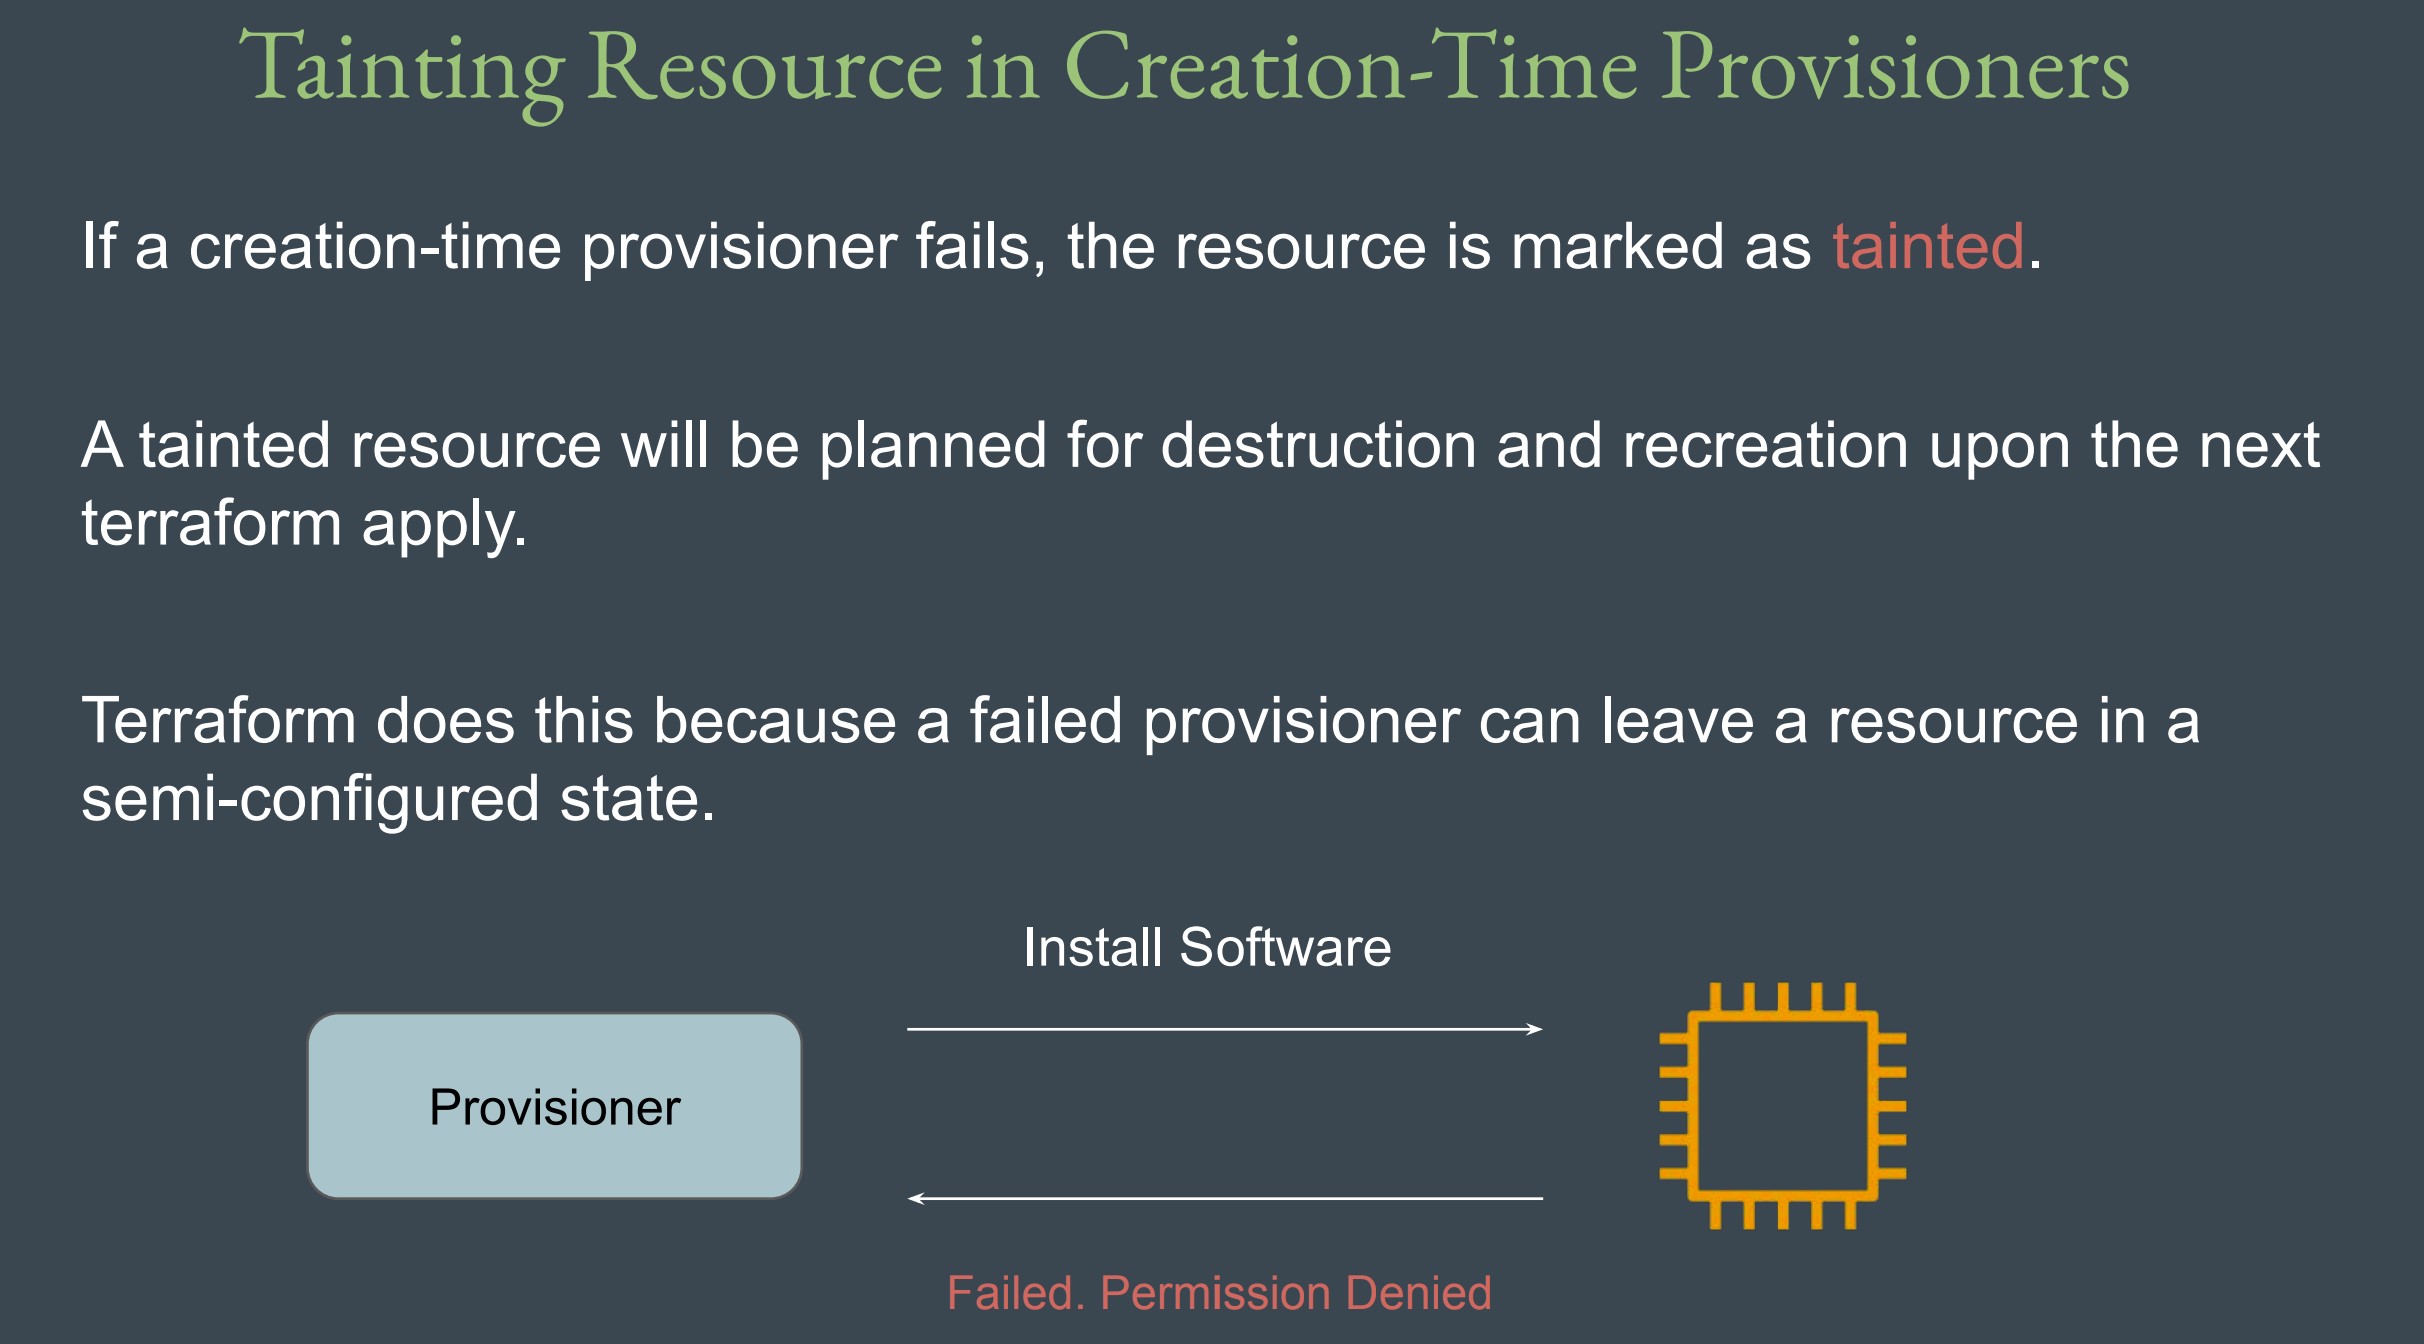 Tainting Resource in Creation-Time Provisioners
If a creation-time provisioner fails, the resource is marked as tainted.
A tainted resource will be planned for destruction and recreation upon the next
terraform apply.
Terraform does this because a failed provisioner can leave a resource in a
semi-configured state.
Install Software
Provisioner
Failed. Permission Denied